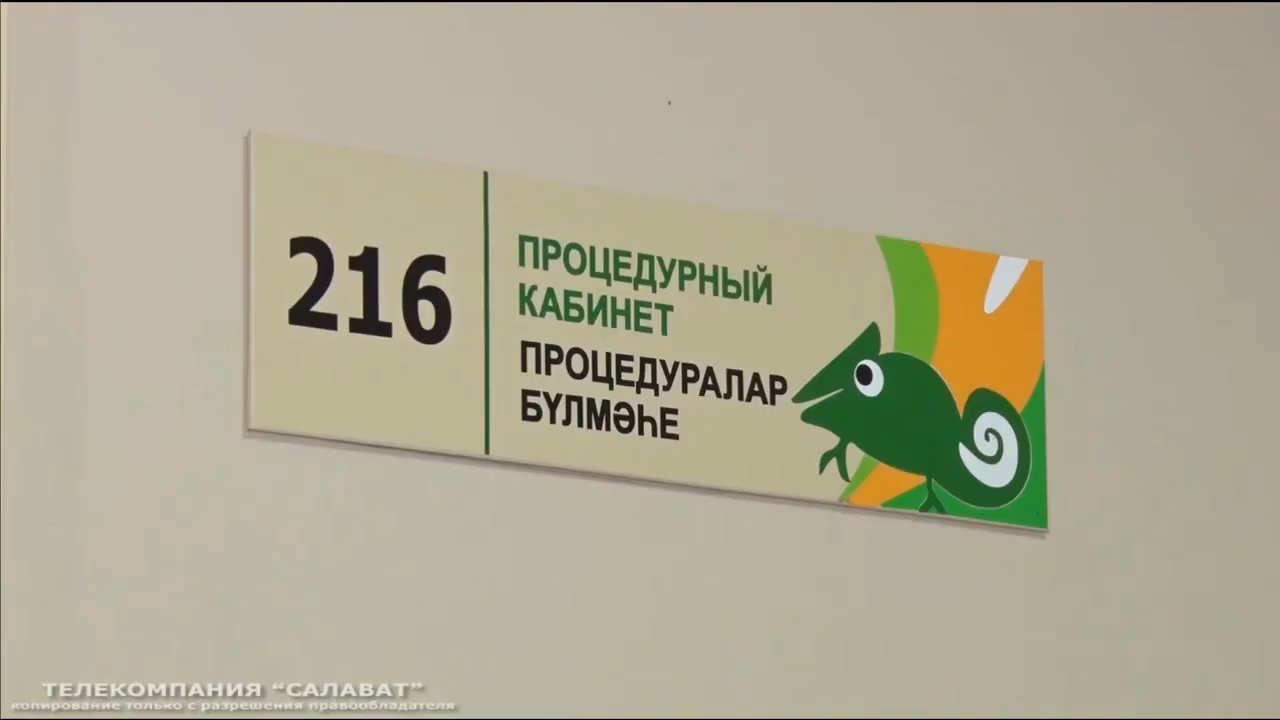 216
ПРОЦЕДУРНЫЙ
КАБИНЕТ
ПРОЦЕДУРАЛАР
БҮЛМӘҺЕ
ТЕЛЕКОМПАНИЯ “САЛАВАТ”
копирование только с разрешения правообладателя